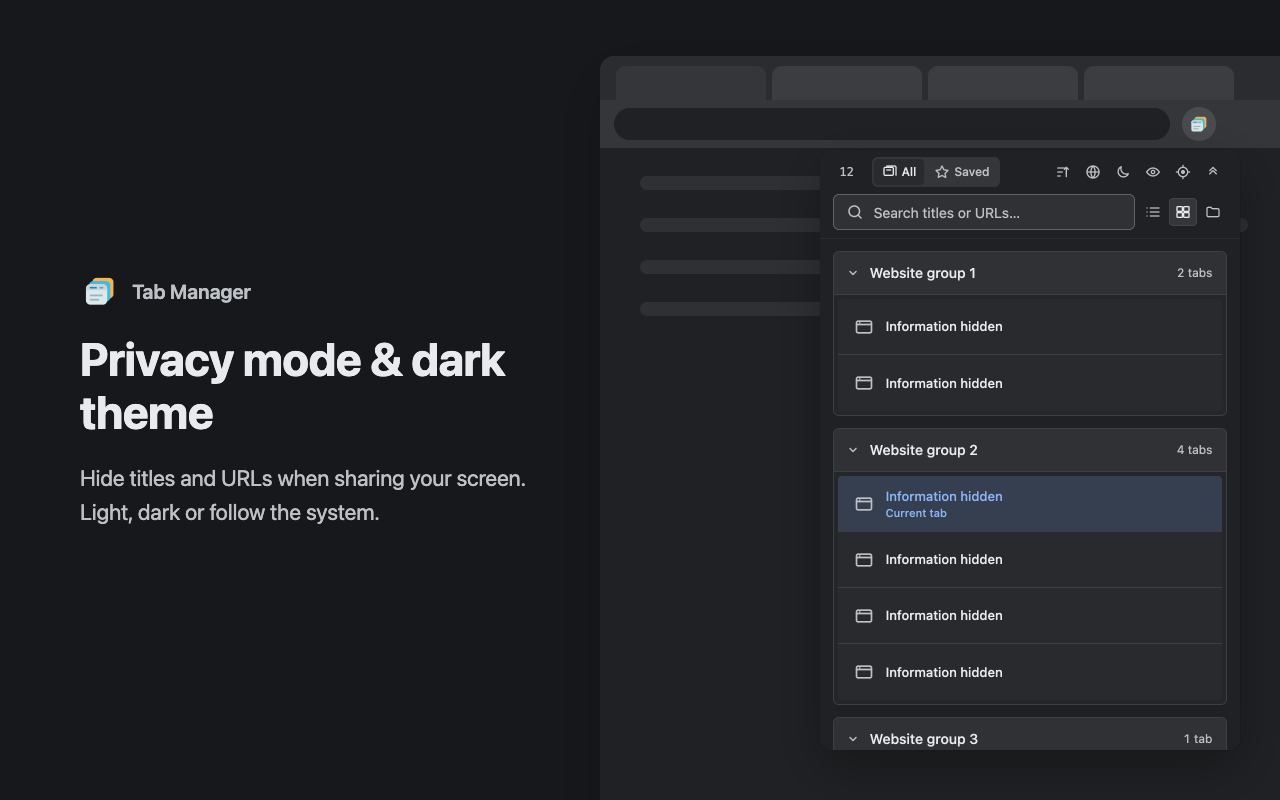 Tab Manager
Privacy mode & dark
theme
Hide titles and URLs when sharing your screen.
Light, dark or follow the system.
12 All Saved
Search titles or URLs...
Website group 1 2 tabs
Information hidden
Information hidden
Website group 2 4 tabs
Information hidden
Current tab
Information hidden
Information hidden
Information hidden
Website group 3 1 tab